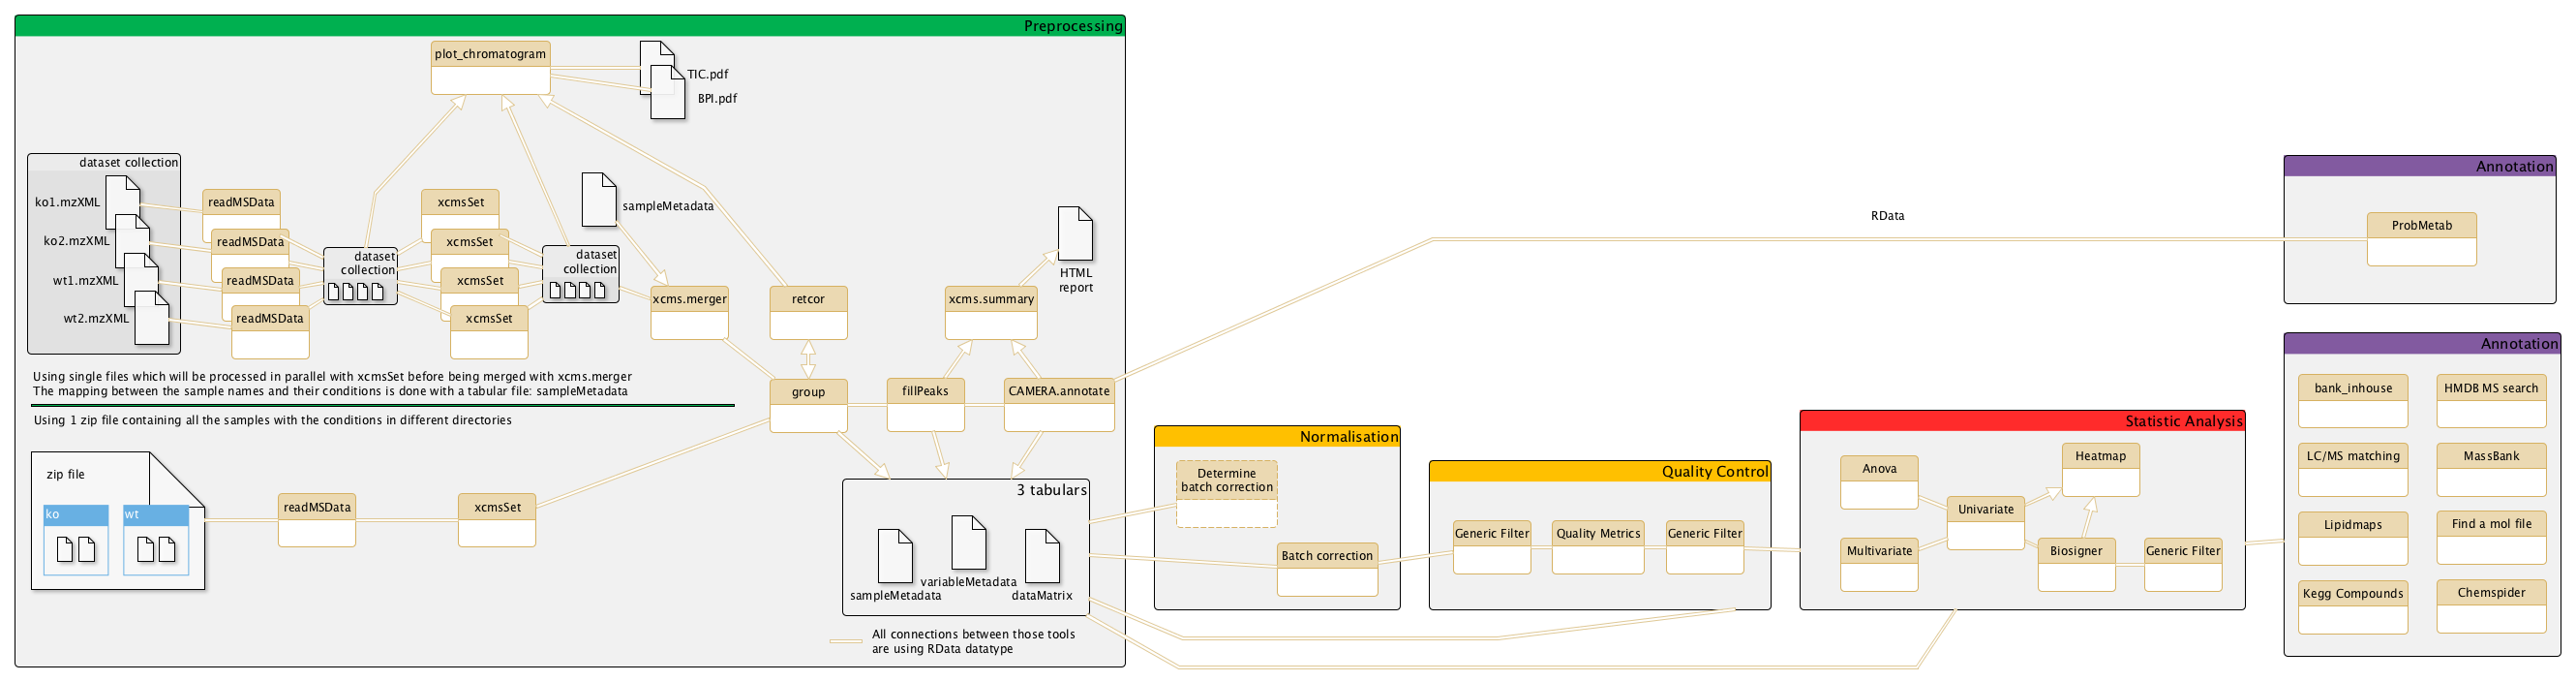 Preprocessing
plot_chromatogram
TIC.pdf
BPI.pdf
dataset collection
ko1.mzXML
ko2.mzXML
wt1.mzXML
wt2.mzXML
readMSData
readMSData
readMSData
readMSData
dataset
collection
xcmsSet
xcmsSet
xcmsSet
xcmsSet
dataset
collection
sampleMetadata
xcms.merger
retcor
xcms.summary
HTML
report
Using single files which will be processed in parallel with xcmsSet before being merged with xcms.merger
The mapping between the sample names and their conditions is done with a tabular file: sampleMetadata
Using 1 zip file containing all the samples with the conditions in different directories
group
fillPeaks
CAMERA.annotate
zip file
ko
wt
readMSData
xcmsSet
3 tabulars
sampleMetadata
variableMetadata
dataMatrix
All connections between those tools
are using RData datatype
Normalisation
Determine
batch correction
Batch correction
Quality Control
Generic Filter
Quality Metrics
Generic Filter
Statistic Analysis
Anova
Multivariate
Univariate
Heatmap
Biosigner
Generic Filter
RData
Annotation
ProbMetab
Annotation
bank_inhouse
HMDB MS search
LC/MS matching
MassBank
Lipidmaps
Find a mol file
Kegg Compounds
Chemspider